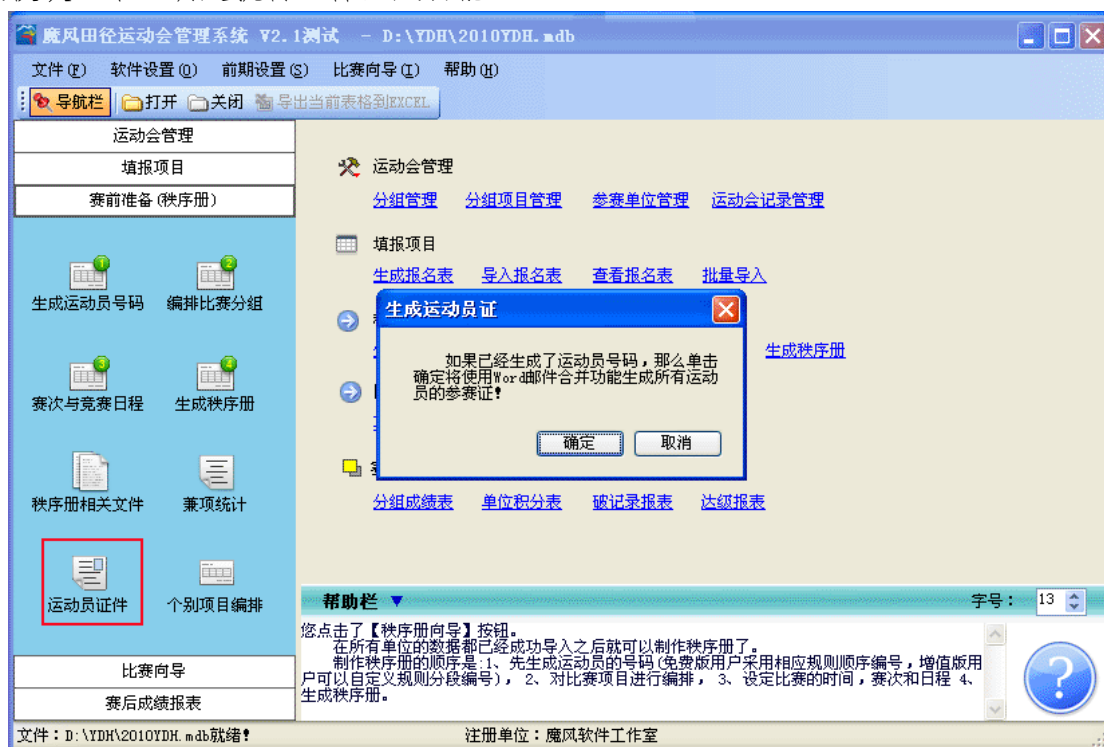 魔风田径运动会管理系统 V2.1测试 - D:\YDH\2010YDH.mdb
文件(F) 软件设置(O) 前期设置(S) 比赛向导(I) 帮助(H)
导航栏 打开 关闭 导出当前表格到EXCEL
运动会管理
填报项目
赛前准备(秩序册)
生成运动员号码 编排比赛分组
赛次与竞赛日程 生成秩序册
秩序册相关文件 兼项统计
运动员证件 个别项目编排
比赛向导
赛后成绩报表
运动会管理
分组管理 分组项目管理 参赛单位管理 运动会记录管理
填报项目
生成报名表 导入报名表 查看报名表 批量导入
生成秩序册
分组成绩表 单位积分表 破记录报表 达级报表
生成运动员证
如果已经生成了运动员号码,那么单击
确定将使用Word邮件合并功能生成所有运动
员的参赛证!
确定 取消
帮助栏 ▼ 字号: 13
您点击了【秩序册向导】按钮。
在所有单位的数据都已经成功导入之后就可以制作秩序册了。
制作秩序册的顺序是:1、先生成运动员的号码(免费版用户采用相应规则顺序编号,增值版用
户可以自定义规则分段编号), 2、对比赛项目进行编排, 3、设定比赛的时间,赛次和日程 4、
生成秩序册。
文件:D:\YDH\2010YDH.mdb就绪! 注册单位:魔风软件工作室